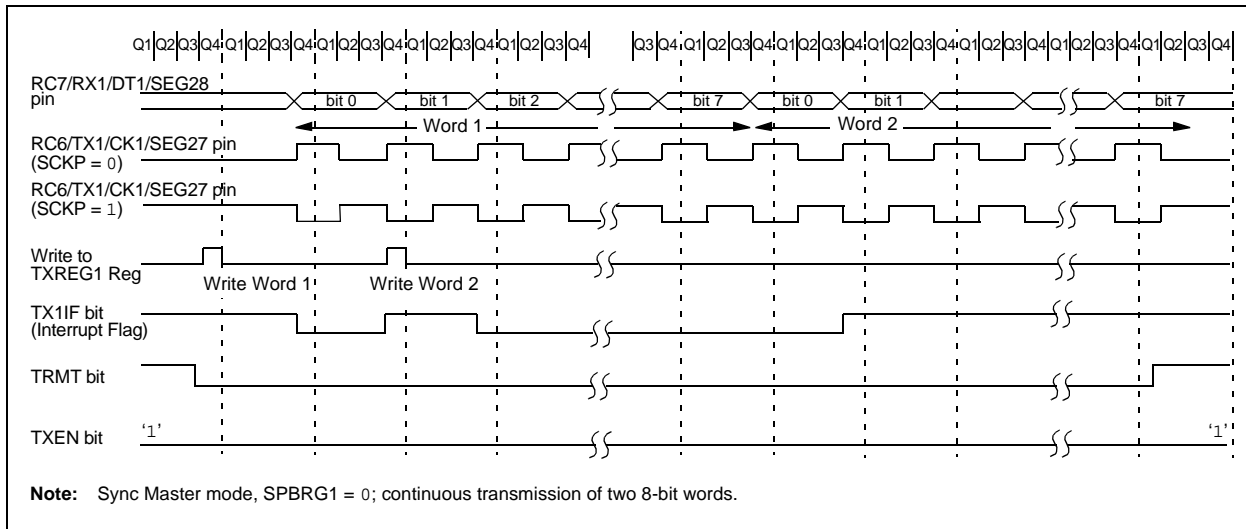 Q1 Q2 Q3 Q4 Q1 Q2 Q3 Q4 Q1 Q2 Q3 Q4 Q1 Q2 Q3 Q4 Q1 Q2 Q3 Q4 Q3 Q4 Q1 Q2 Q3 Q4 Q1 Q2 Q3 Q4 Q1 Q2 Q3 Q4 Q1 Q2 Q3 Q4 Q1 Q2 Q3 Q4 Q1 Q2 Q3 Q4
RC7/RX1/DT1/SEG28
pin
bit 0 bit 1 bit 2 bit 7 bit 0 bit 1 bit 7
Word 1 Word 2
RC6/TX1/CK1/SEG27 pin
(SCKP = 0)
RC6/TX1/CK1/SEG27 pin
(SCKP = 1)
Write to
TXREG1 Reg
Write Word 1 Write Word 2
TX1IF bit
(Interrupt Flag)
TRMT bit
TXEN bit
‘1’ ‘1’
Note: Sync Master mode, SPBRG1 = 0; continuous transmission of two 8-bit words.